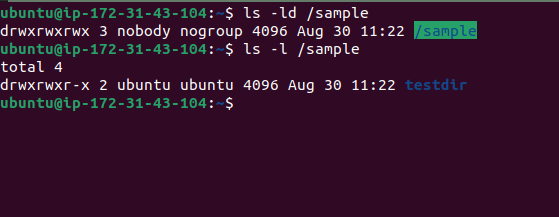 ubuntu@ip-172-31-43-104:~$ ls -ld /sample
drwxrwxrwx 3 nobody nogroup 4096 Aug 30 11:22 /sample
ubuntu@ip-172-31-43-104:~$ ls -l /sample
total 4
drwxrwxr-x 2 ubuntu ubuntu 4096 Aug 30 11:22 testdir
ubuntu@ip-172-31-43-104:~$